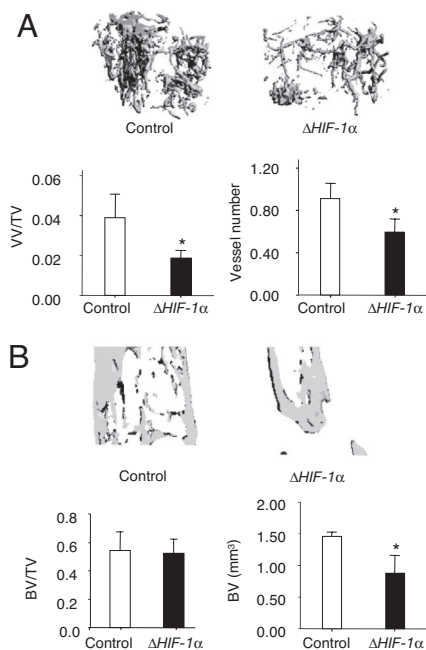 A
Control
ΔHIF-1α
VV/TV
0.06
0.04
0.02
0.00
*
Control
ΔHIF-1α
Vessel number
1.20
0.80
0.40
0.00
*
Control
ΔHIF-1α
B
Control
ΔHIF-1α
BV/TV
0.8
0.6
0.4
0.2
0.0
Control
ΔHIF-1α
BV (mm³)
2.00
1.50
1.00
0.50
0.00
*
Control
ΔHIF-1α